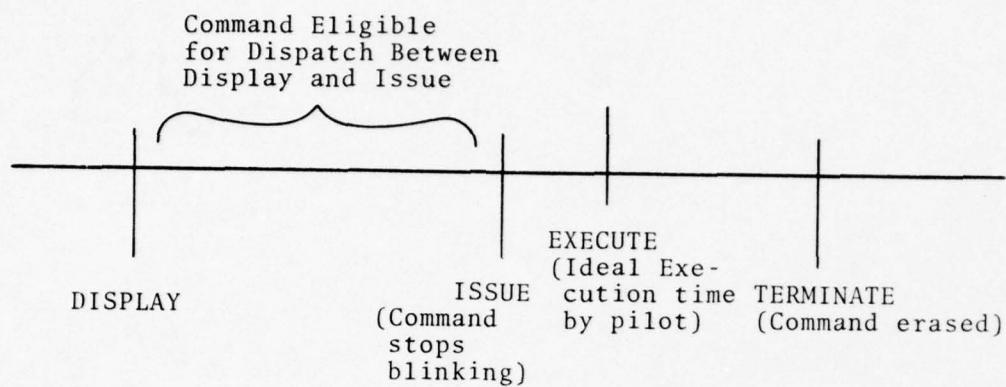 Command Eligible
for Dispatch Between
Display and Issue
DISPLAY
ISSUE
(Command
stops
blinking)
EXECUTE
(Ideal Exe-
cution time
by pilot)
TERMINATE
(Command erased)